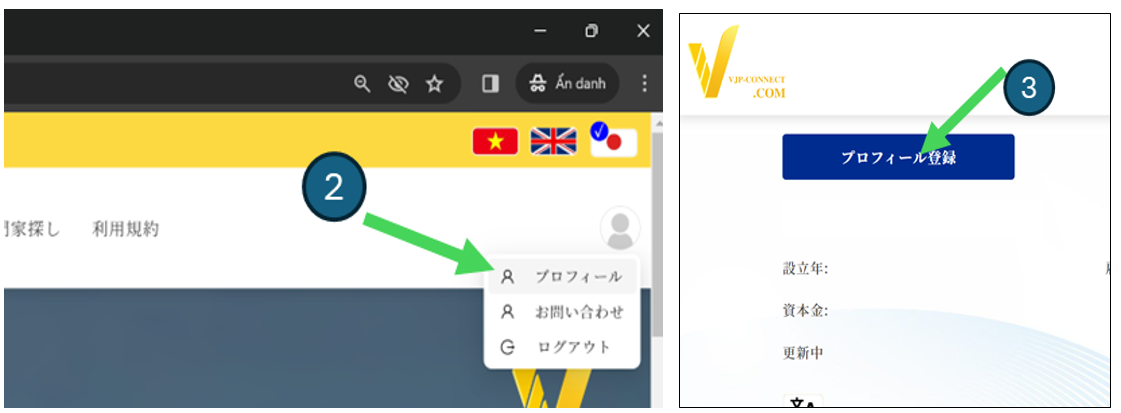 Ẩn danh
2
家探し 利用規約
プロフィール
お問い合わせ
ログアウト
VJP-CONNECT
.COM
3
プロフィール登録
設立年:
資本金:
更新中
文A